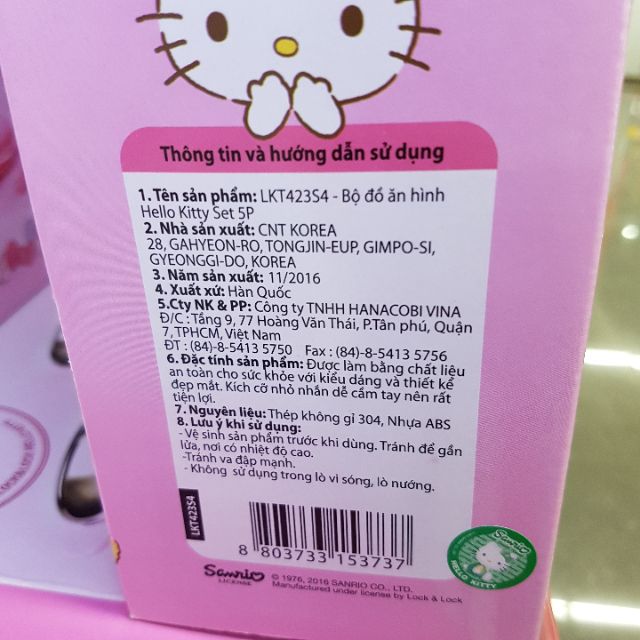 Thông tin và hướng dẫn sử dụng
1. Tên sản phẩm: LKT423S4 - Bộ đồ ăn hình
Hello Kitty Set 5P
2. Nhà sản xuất: CNT KOREA
28, GAHYEON-RO, TONGJIN-EUP, GIMPO-SI,
GYEONGGI-DO, KOREA
3. Năm sản xuất: 11/2016
4. Xuất xứ: Hàn Quốc
5.Cty NK & PP: Công ty TNHH HANACOBI VINA
Đ/C : Tầng 9, 77 Hoàng Văn Thái, P.Tân phú, Quận
7,TPHCM, Việt Nam
ĐT : (84)-8-5413 5750 Fax : (84)-8-5413 5756
6. Đặc tính sản phẩm: Được làm bằng chất liệu
an toàn cho sức khỏe với kiểu dáng và thiết kế
đẹp mắt. Kích cỡ nhỏ nhắn dễ cầm tay nên rất
tiện lợi.
7. Nguyên liệu: Thép không gỉ 304, Nhựa ABS
8. Lưu ý khi sử dụng:
- Vệ sinh sản phẩm trước khi dùng. Tránh để gần
lửa, nơi có nhiệt độ cao.
-Tránh va đập mạnh.
- Không sử dụng trong lò vi sóng, lò nướng.
LKT423S4
8 803733 153737
Sanrio
LICENSE
© 1976, 2016 SANRIO CO., LTD.
Manufactured under license by Lock & Lock
Sanrio
HELLO KITTY